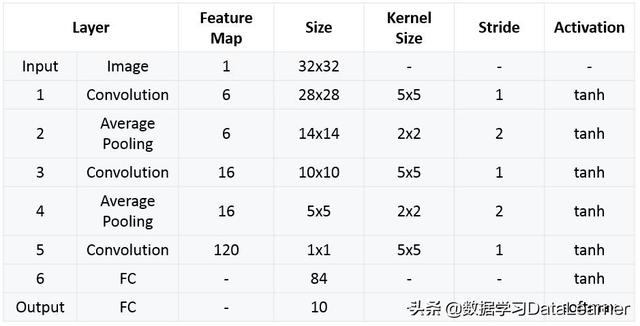 Layer Feature Map Size Kernel Size Stride Activation
Input Image 1 32x32 - - -
1 Convolution 6 28x28 5x5 1 tanh
2 Average Pooling 6 14x14 2x2 2 tanh
3 Convolution 16 10x10 5x5 1 tanh
4 Average Pooling 16 5x5 2x2 2 tanh
5 Convolution 120 1x1 5x5 1 tanh
6 FC - 84 - - tanh
Output FC - 10 -
头条 @数据学习DataLearner